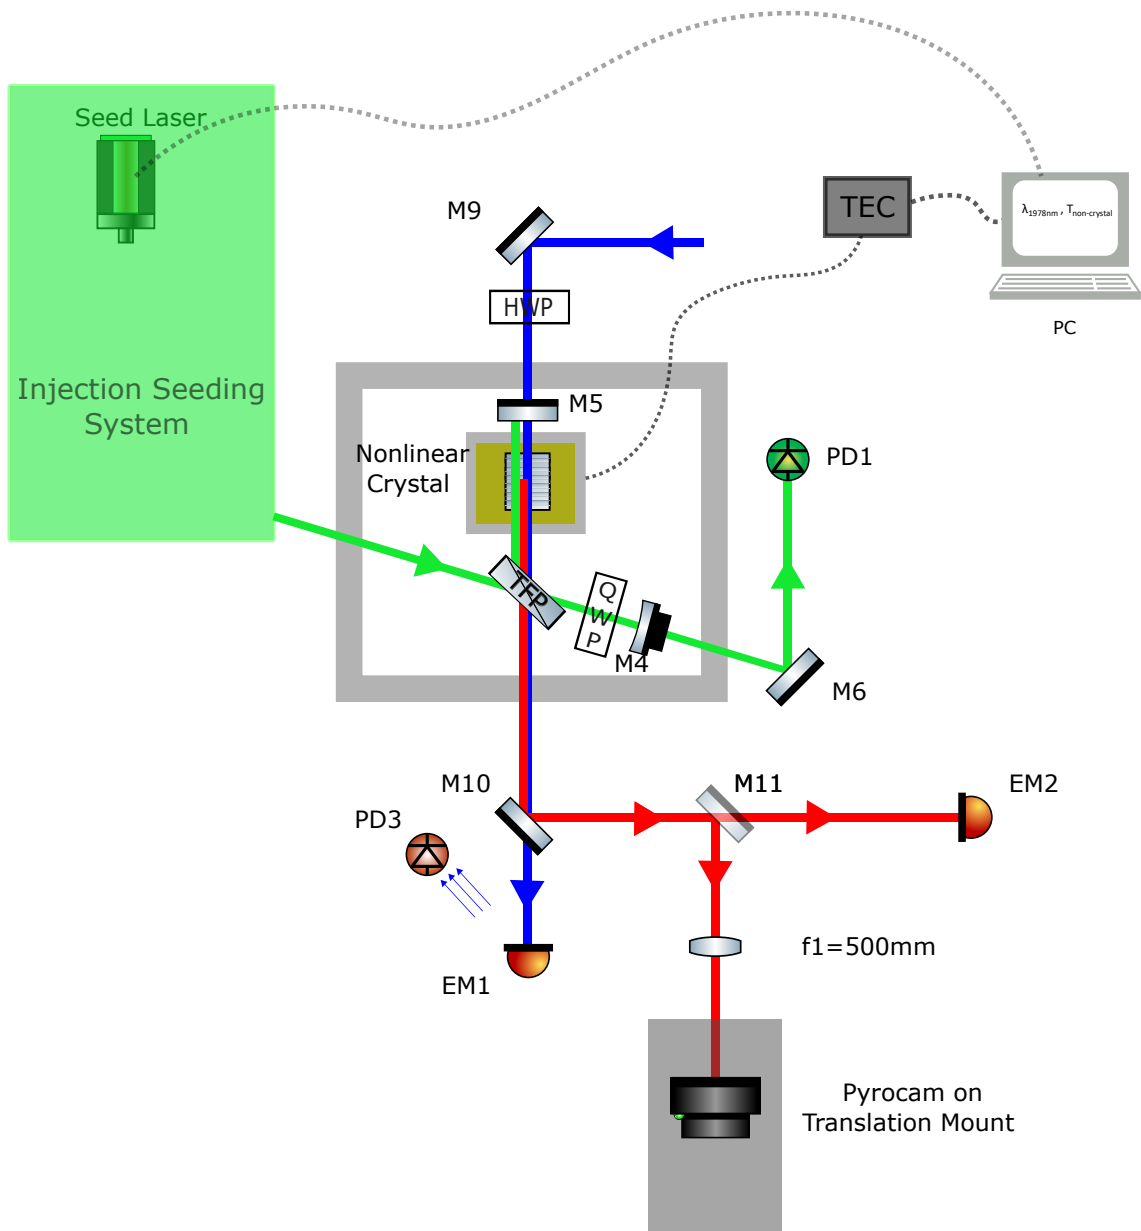 Seed Laser
Injection Seeding
System
M9
HWP
TEC
λ1978nm , Tnon-crystal
PC
M5
Nonlinear
Crystal
PD1
TFP
Q
W
P
M4
M6
M10
M11
EM2
PD3
EM1
f1=500mm
Pyrocam on
Translation Mount